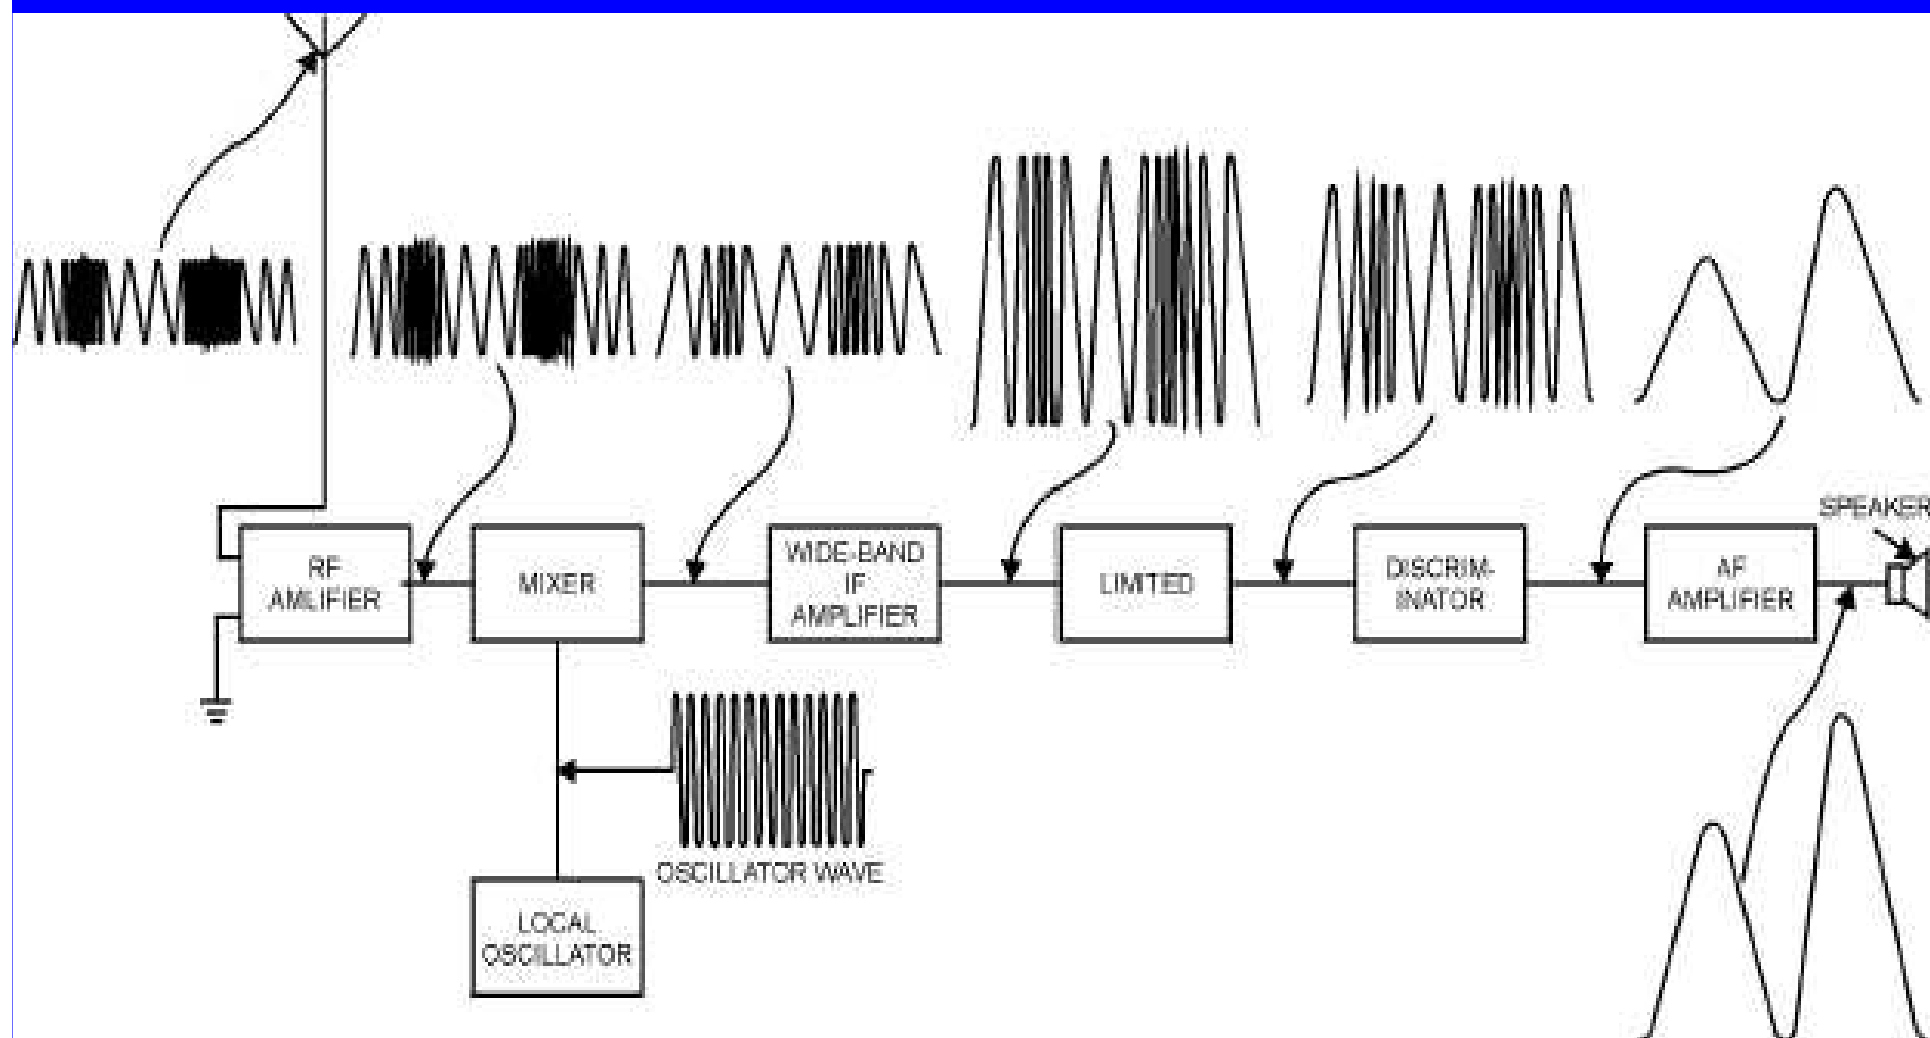 SPEAKER
RF
AMLIFIER
MIXER
WIDE-BAND
IF
AMPLIFIER
LIMITED
DISCRIM-
INATOR
AF
AMPLIFIER
OSCILLATOR WAVE
LOCAL
OSCILLATOR